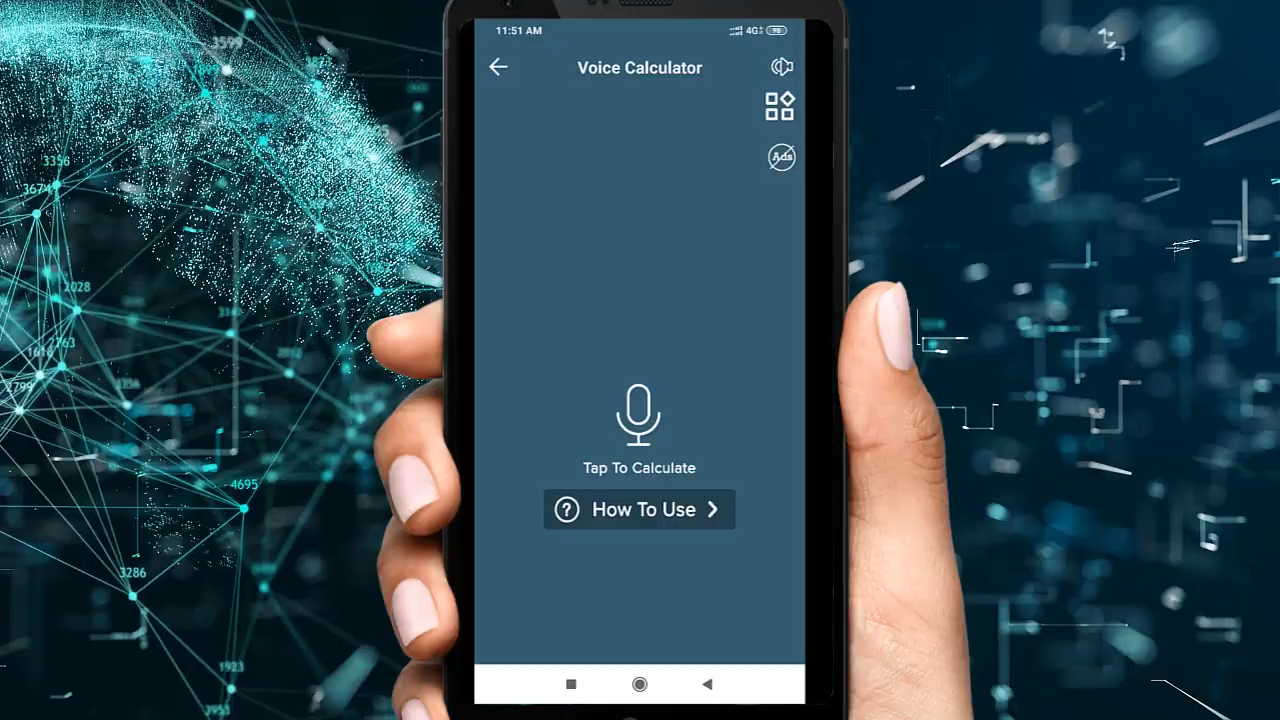 11:51 AM
4G
98
Voice Calculator
Ads
Tap To Calculate
? How To Use
3599
3356
3674
2028
2763
2799
4695
3286
1923
3953